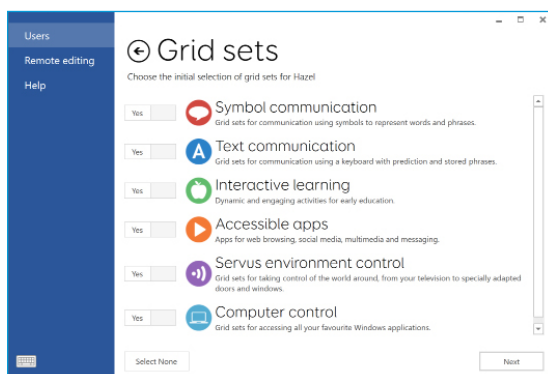 Users
Remote editing
Help
Grid sets
Choose the initial selection of grid sets for Hazel
Yes
Symbol communication
Grid sets for communication using symbols to represent words and phrases.
Yes
A
Text communication
Grid sets for communication using a keyboard with prediction and stored phrases.
Yes
Interactive learning
Dynamic and engaging activities for early education.
Yes
Accessible apps
Apps for web browsing, social media, multimedia and messaging.
Yes
Servus environment control
Grid sets for taking control of the world around, from your television to specially adapted
doors and windows.
Yes
Computer control
Grid sets for accessing all your favourite Windows applications.
Select None
Next